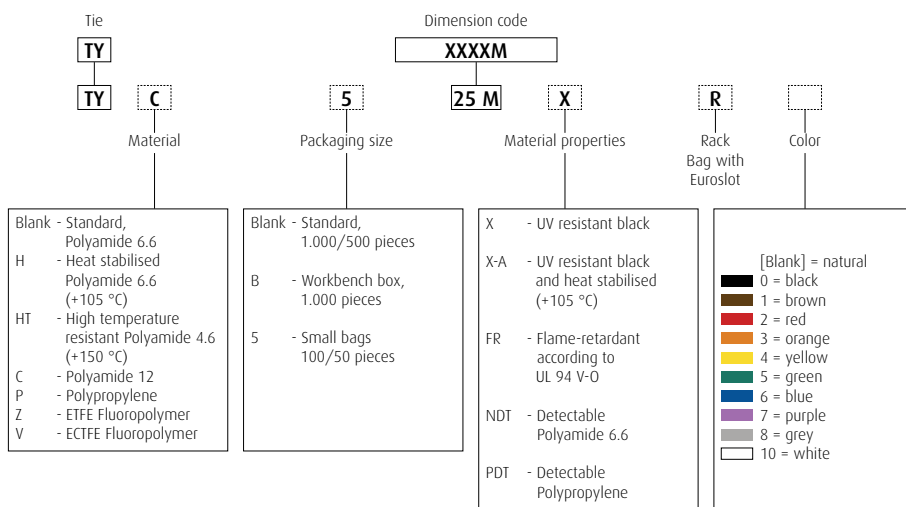 Tie
Dimension code
TY
XXXXM
TY
C
5
25 M
X
R
Material
Packaging size
Material properties
Rack
Bag with
Euroslot
Color
Blank - Standard,
Polyamide 6.6
H - Heat stabilised
Polyamide 6.6
(+105 °C)
HT - High temperature
resistant Polyamide 4.6
(+150 °C)
C - Polyamide 12
P - Polypropylene
Z - ETFE Fluoropolymer
V - ECTFE Fluoropolymer
Blank - Standard,
1.000/500 pieces
B - Workbench box,
1.000 pieces
5 - Small bags
100/50 pieces
X - UV resistant black
X-A - UV resistant black
and heat stabilised
(+105 °C)
FR - Flame-retardant
according to
UL 94 V-O
NDT - Detectable
Polyamide 6.6
PDT - Detectable
Polypropylene
[Blank] = natural
0 = black
1 = brown
2 = red
3 = orange
4 = yellow
5 = green
6 = blue
7 = purple
8 = grey
10 = white